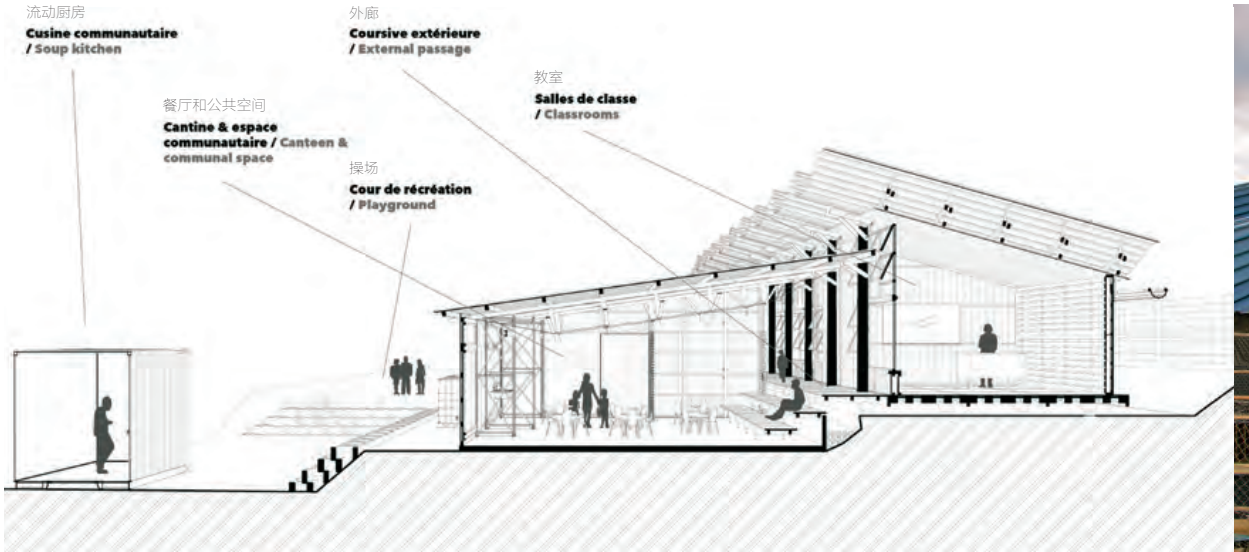 流动厨房
Cusine communautaire
/ Soup kitchen
外廊
Coursive extérieure
/ External passage
教室
Salles de classe
/ Classrooms
餐厅和公共空间
Cantine & espace
communautaire / Canteen &
communal space
操场
Cour de récréation
/ Playground